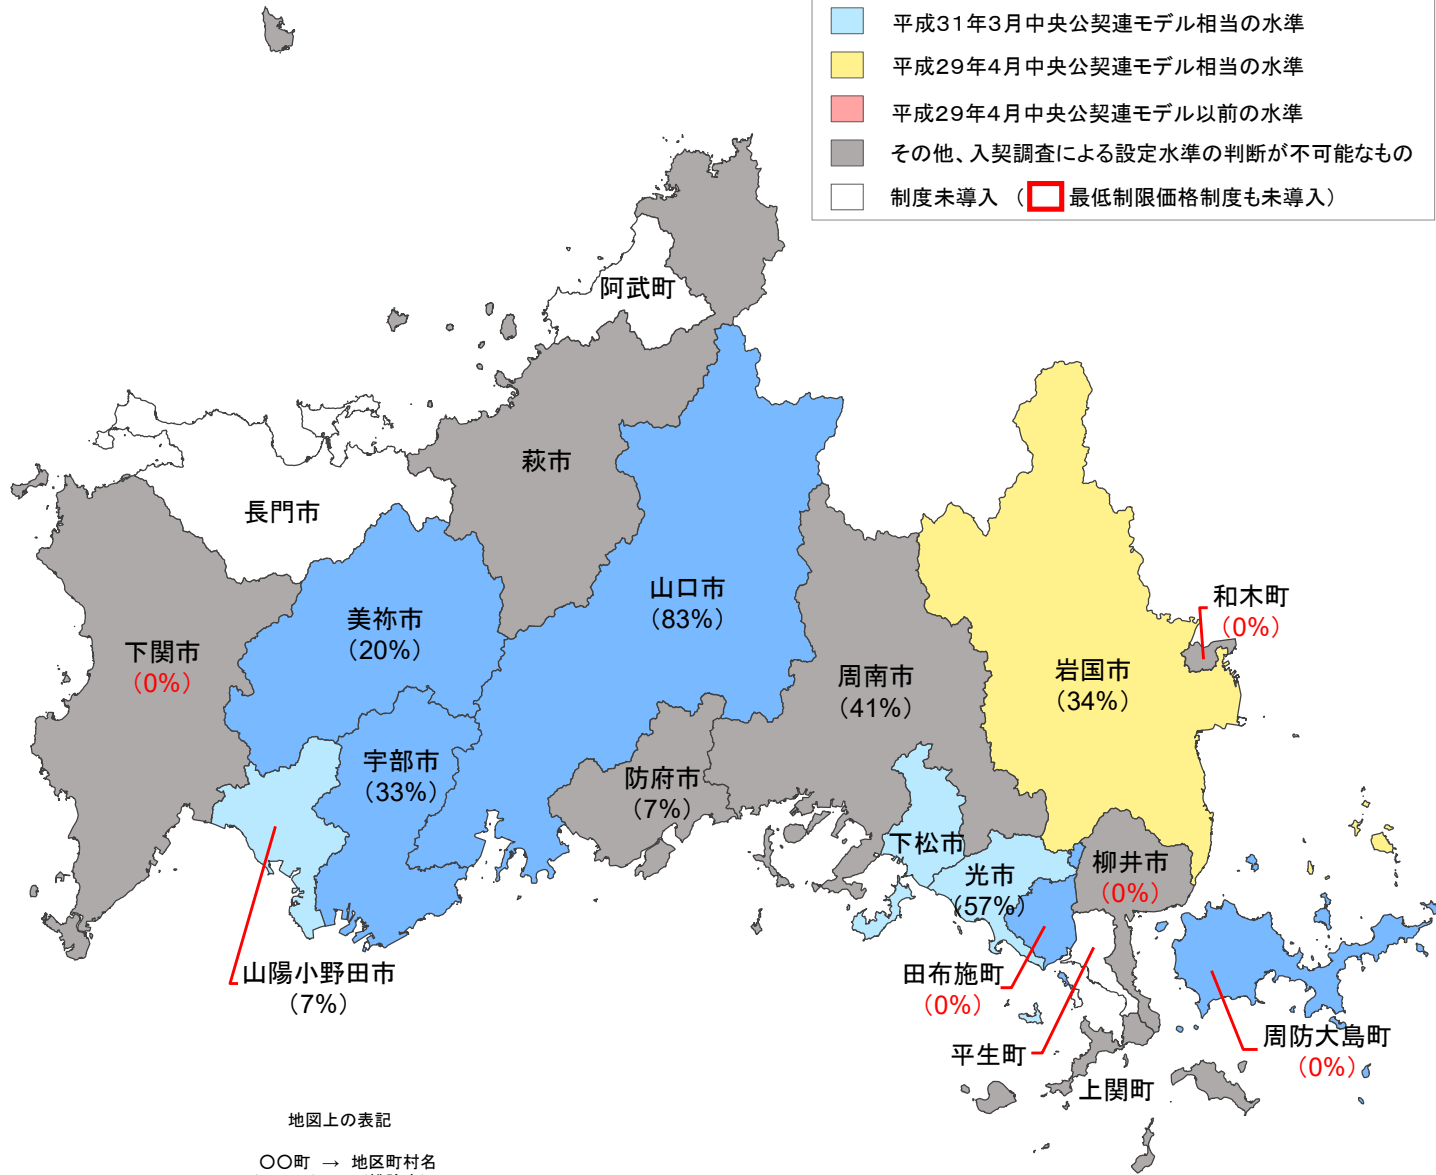 平成31年3月中央公契連モデル相当の水準
平成29年4月中央公契連モデル相当の水準
平成29年4月中央公契連モデル以前の水準
その他、入契調査による設定水準の判断が不可能なもの
制度未導入 ( 最低制限価格制度も未導入)
阿武町
萩市
長門市
山口市
(83%)
和木町
(0%)
美祢市
(20%)
下関市
(0%)
岩国市
(34%)
周南市
(41%)
宇部市
(33%)
防府市
(7%)
下松市
柳井市
(0%)
光市
(57%)
山陽小野田市
(7%)
田布施町
(0%)
周防大島町
(0%)
平生町
上関町
地図上の表記
〇〇町 → 地区町村名